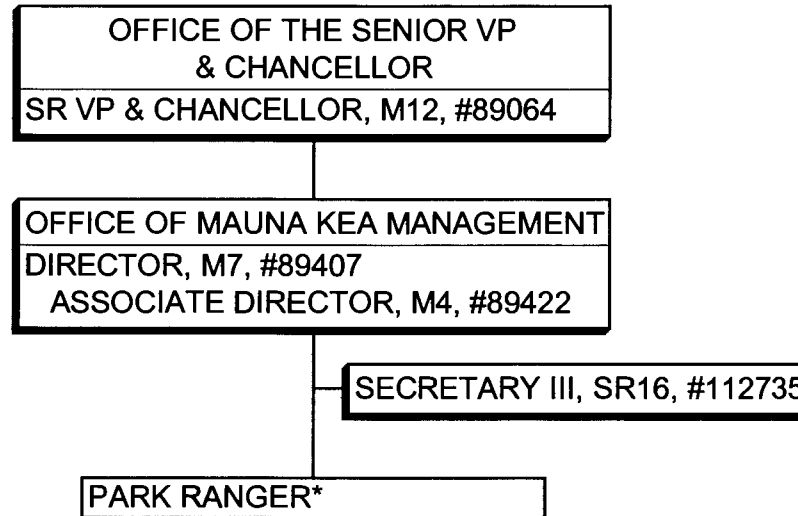 OFFICE OF THE SENIOR VP
& CHANCELLOR
SR VP & CHANCELLOR, M12, #89064
OFFICE OF MAUNA KEA MANAGEMENT
DIRECTOR, M7, #89407
ASSOCIATE DIRECTOR, M4, #89422
SECRETARY III, SR16, #112735
PARK RANGER*